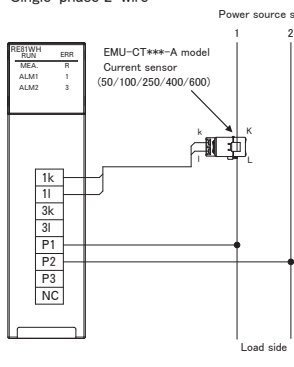 Single-phase 2-wire
Power source s
1 2
RE81WH
RUN ERR
MEA. R
ALM1 1
ALM2 3
EMU-CT***-A model
Current sensor
(50/100/250/400/600)
k K
l L
1k
1l
3k
3l
P1
P2
P3
NC
Load side